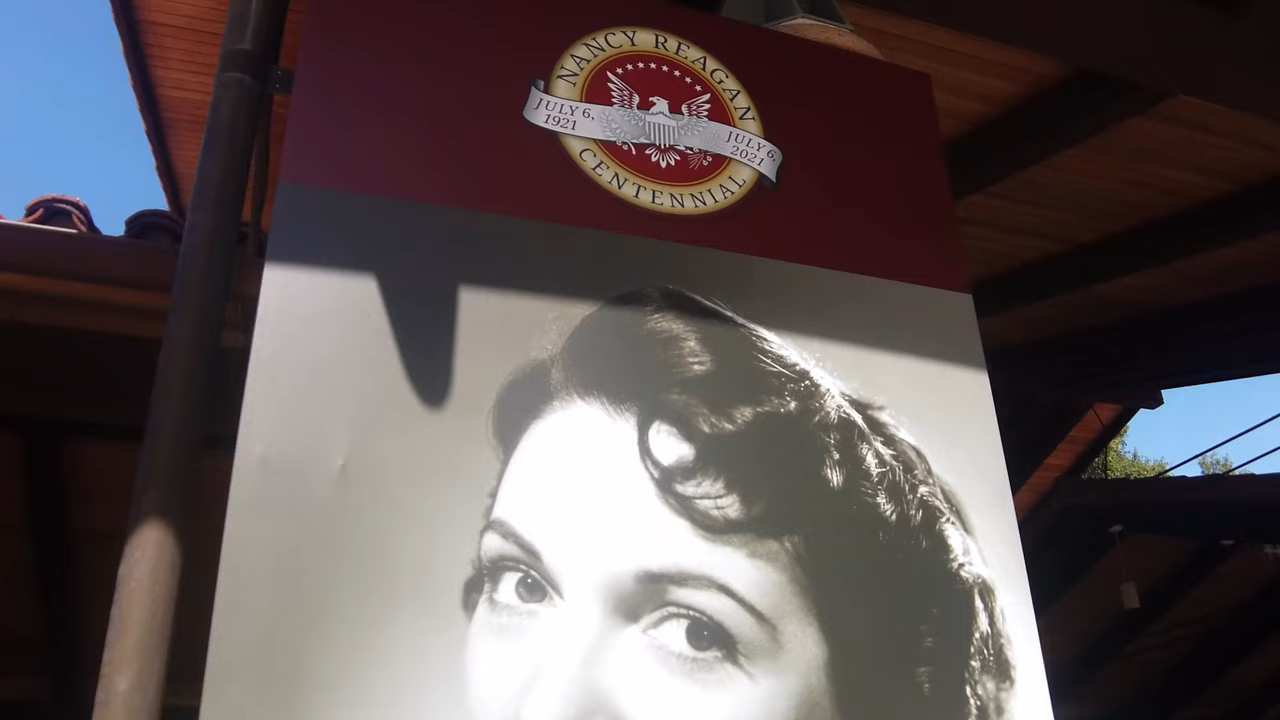 NANCY REAGAN
JULY 6,
1921
JULY 6,
2021
CENTENNIAL